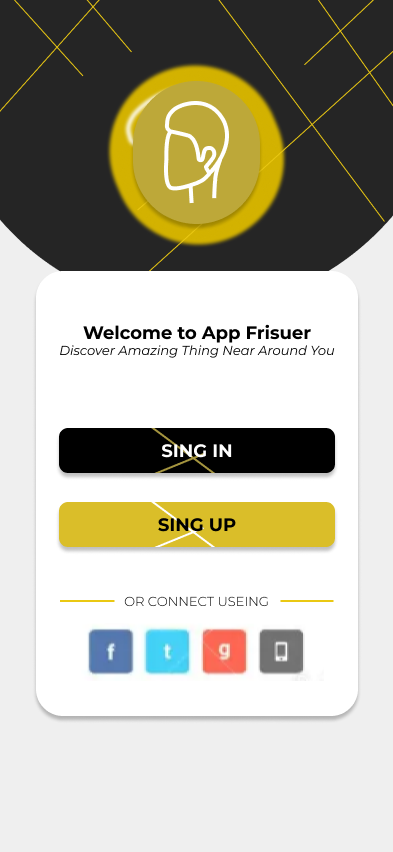 Welcome to App Frisuer
Discover Amazing Thing Near Around You
SING IN
SING UP
OR CONNECT USEING
f t g